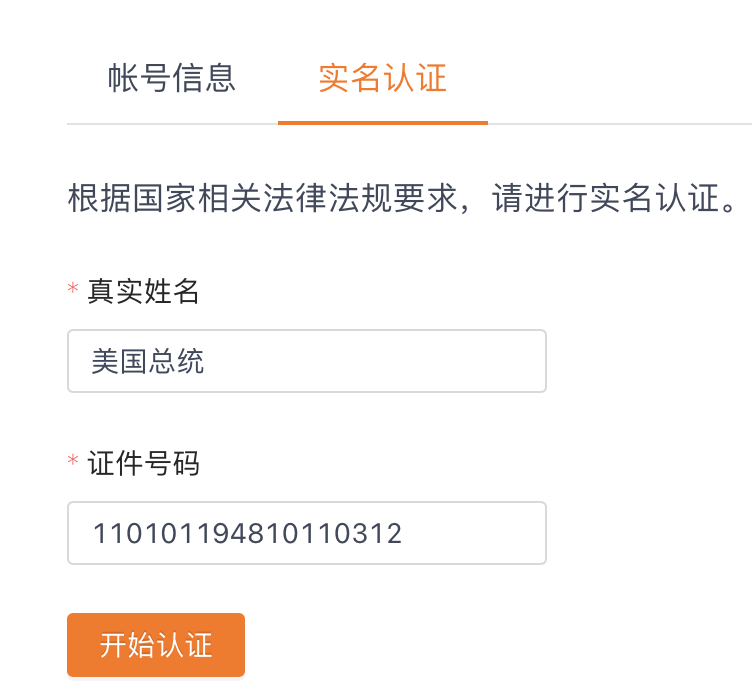 帐号信息 实名认证
根据国家相关法律法规要求，请进行实名认证。
* 真实姓名
美国总统
* 证件号码
110101194810110312
开始认证